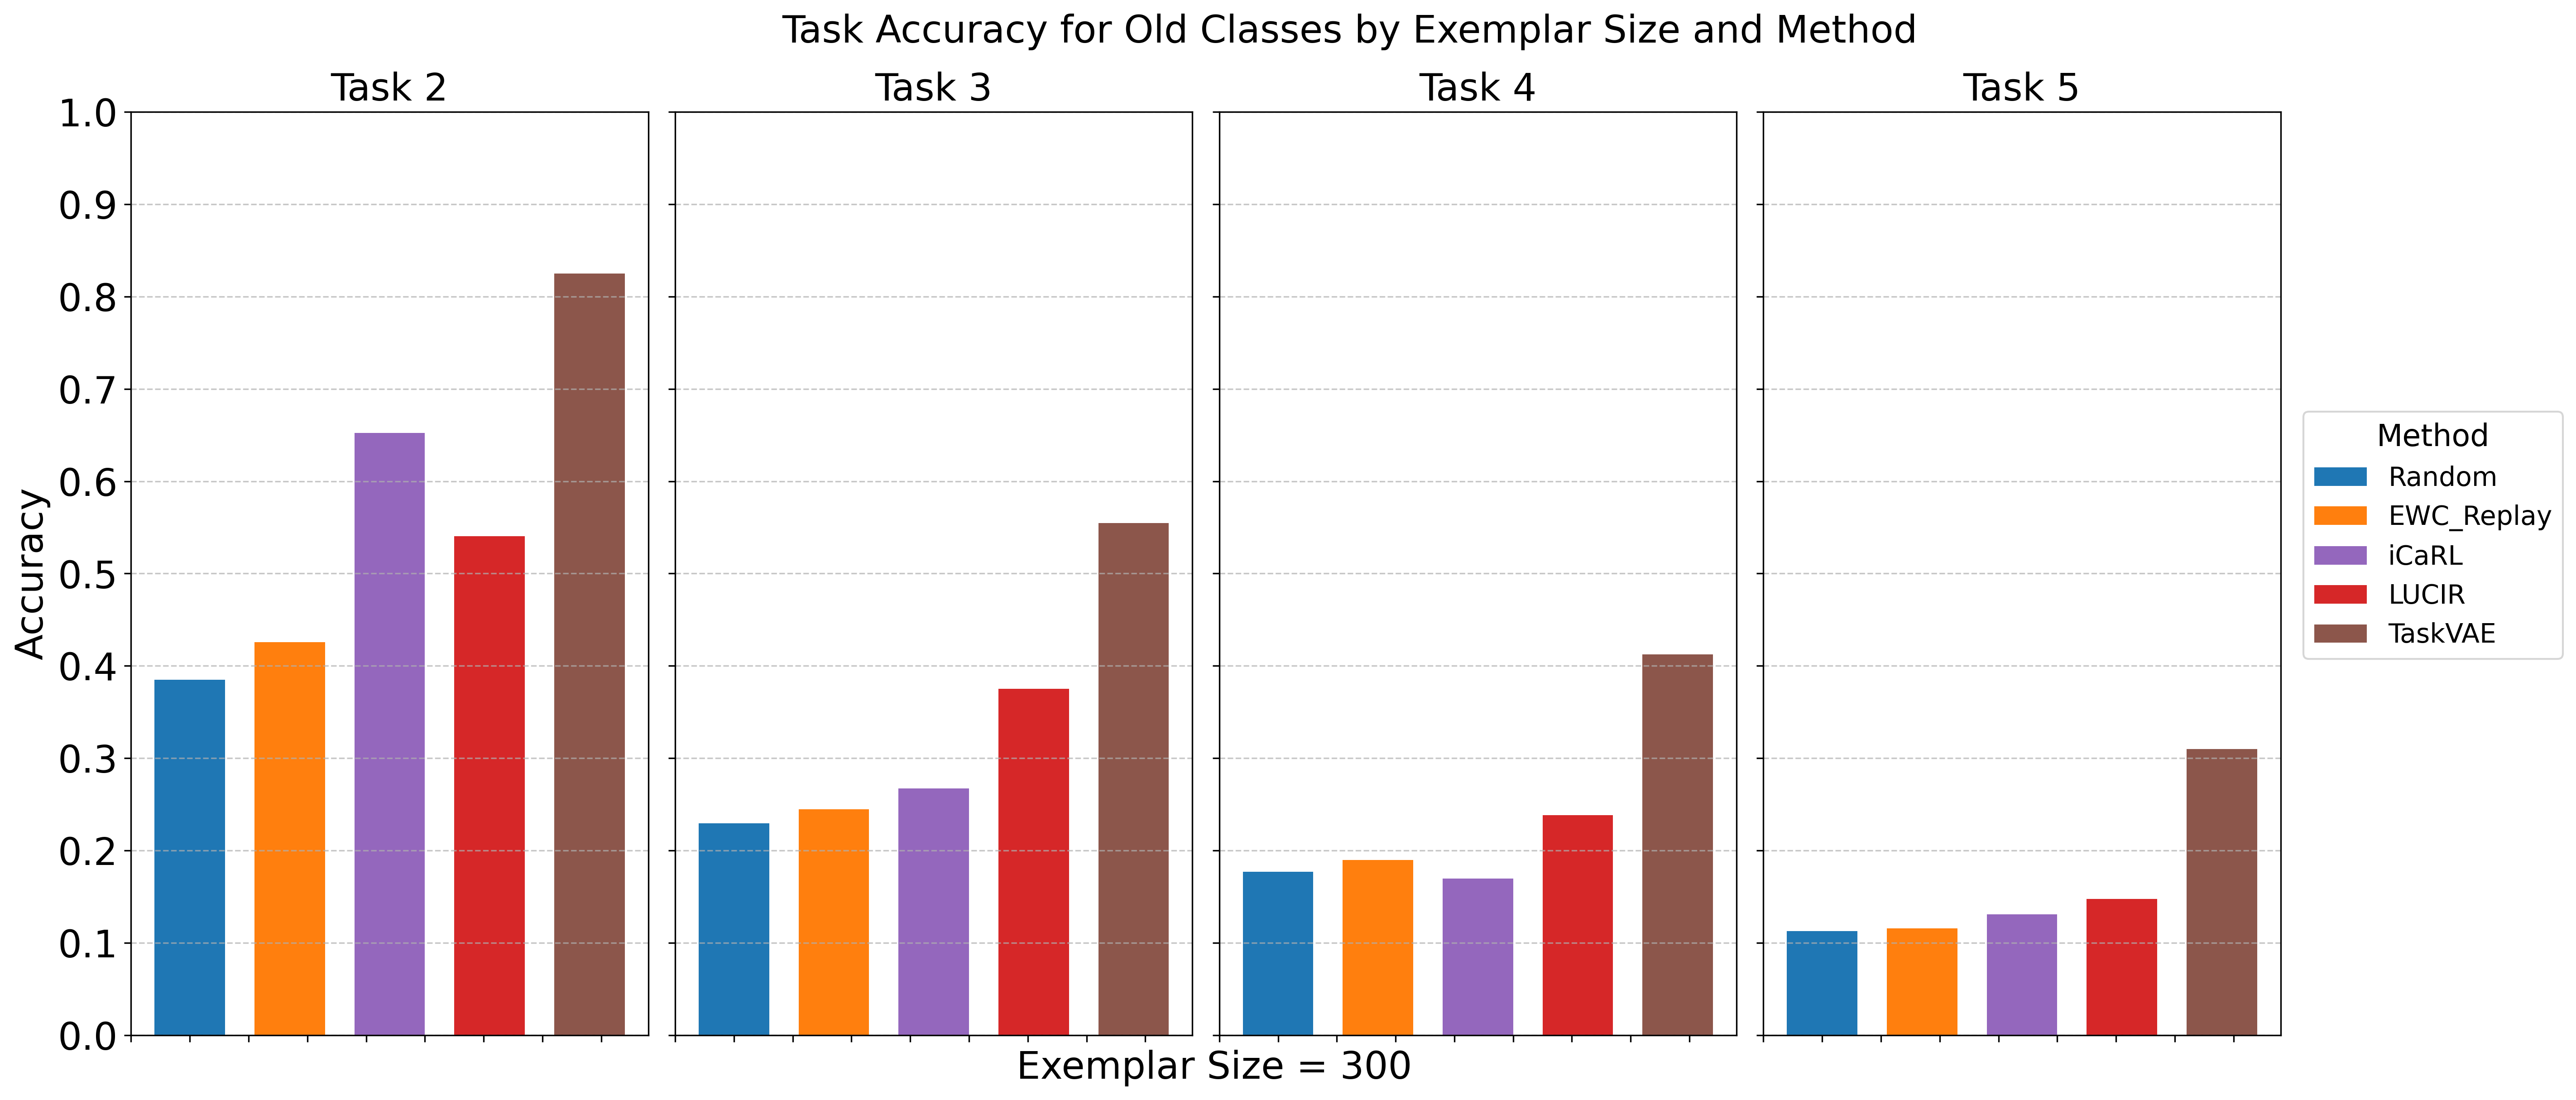 Task Accuracy for Old Classes by Exemplar Size and Method
Task 2
Task 3
Task 4
Task 5
1.0
0.9
0.8
0.7
0.6
0.5
0.4
0.3
0.2
0.1
0.0
Accuracy
Exemplar Size = 300
Method
Random
EWC_Replay
iCaRL
LUCIR
TaskVAE